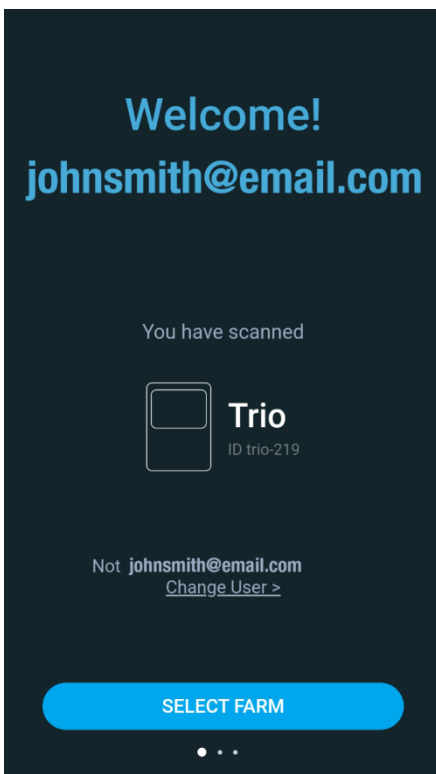 Welcome!
johnsmith@email.com
You have scanned
Trio
ID trio-219
Not johnsmith@email.com
Change User >
SELECT FARM